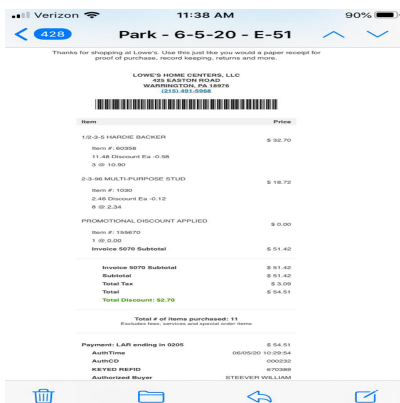 Verizon 11:38 AM 90%
428 Park - 6-5-20 - E-51
Thanks for shopping at Lowe's. Use this just like you would a paper receipt for
proof of purchase, record keeping, returns and more.
LOWE'S HOME CENTERS, LLC
425 EASTON ROAD
WARRINGTON, PA 18976
(215) 491-5968
Item Price
1/2-3-5 HARDIE BACKER
$ 32.70
Item #: 60358
11.48 Discount Ea -0.58
3 @ 10.90
2-3-96 MULTI-PURPOSE STUD
$ 18.72
Item #: 1030
2.46 Discount Ea -0.12
8 @ 2.34
PROMOTIONAL DISCOUNT APPLIED
$ 0.00
Item #: 155670
1 @ 0.00
Invoice 5070 Subtotal $ 51.42
Invoice 5070 Subtotal $ 51.42
Subtotal $ 51.42
Total Tax $ 3.09
Total $ 54.51
Total Discount: $2.70
Total # of items purchased: 11
Excludes fees, services and special order items
Payment: LAR ending in 0205 $ 54.51
AuthTime 06/05/20 10:29:54
AuthCD 000232
KEYED REFID 670389
Authorized Buyer STEEVER WILLIAM